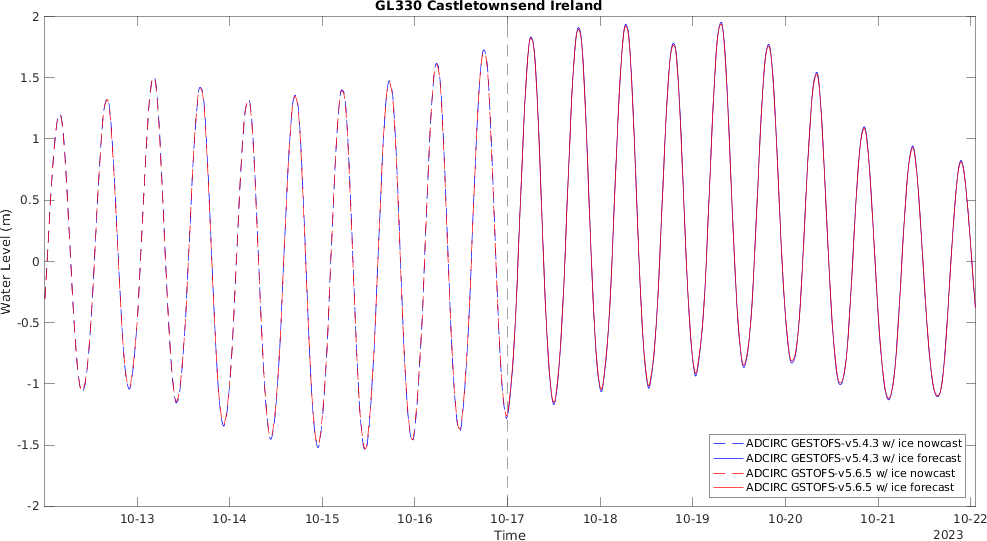 GL330 Castletownsend Ireland
2
1.5
1
0.5
0
-0.5
-1
-1.5
-2
Water Level (m)
ADCIRC GESTOFS-v5.4.3 w/ ice nowcast
ADCIRC GESTOFS-v5.4.3 w/ ice forecast
ADCIRC GSTOFS-v5.6.5 w/ ice nowcast
ADCIRC GSTOFS-v5.6.5 w/ ice forecast
10-13 10-14 10-15 10-16 10-17 10-18 10-19 10-20 10-21 10-22
Time 2023